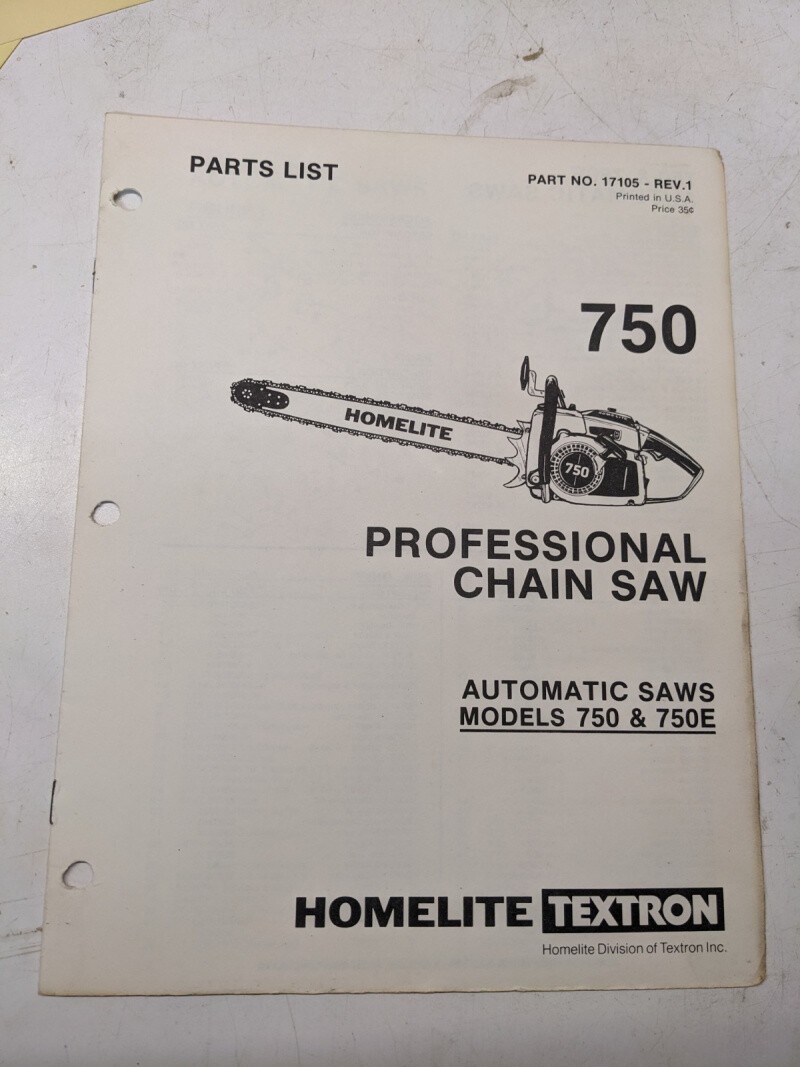 PARTS LIST
PART NO. 17105 - REV.1
Printed in U.S.A.
Price 35¢
750
HOMELITE
750
PROFESSIONAL
CHAIN SAW
AUTOMATIC SAWS
MODELS 750 & 750E
HOMELITE TEXTRON
Homelite Division of Textron Inc.